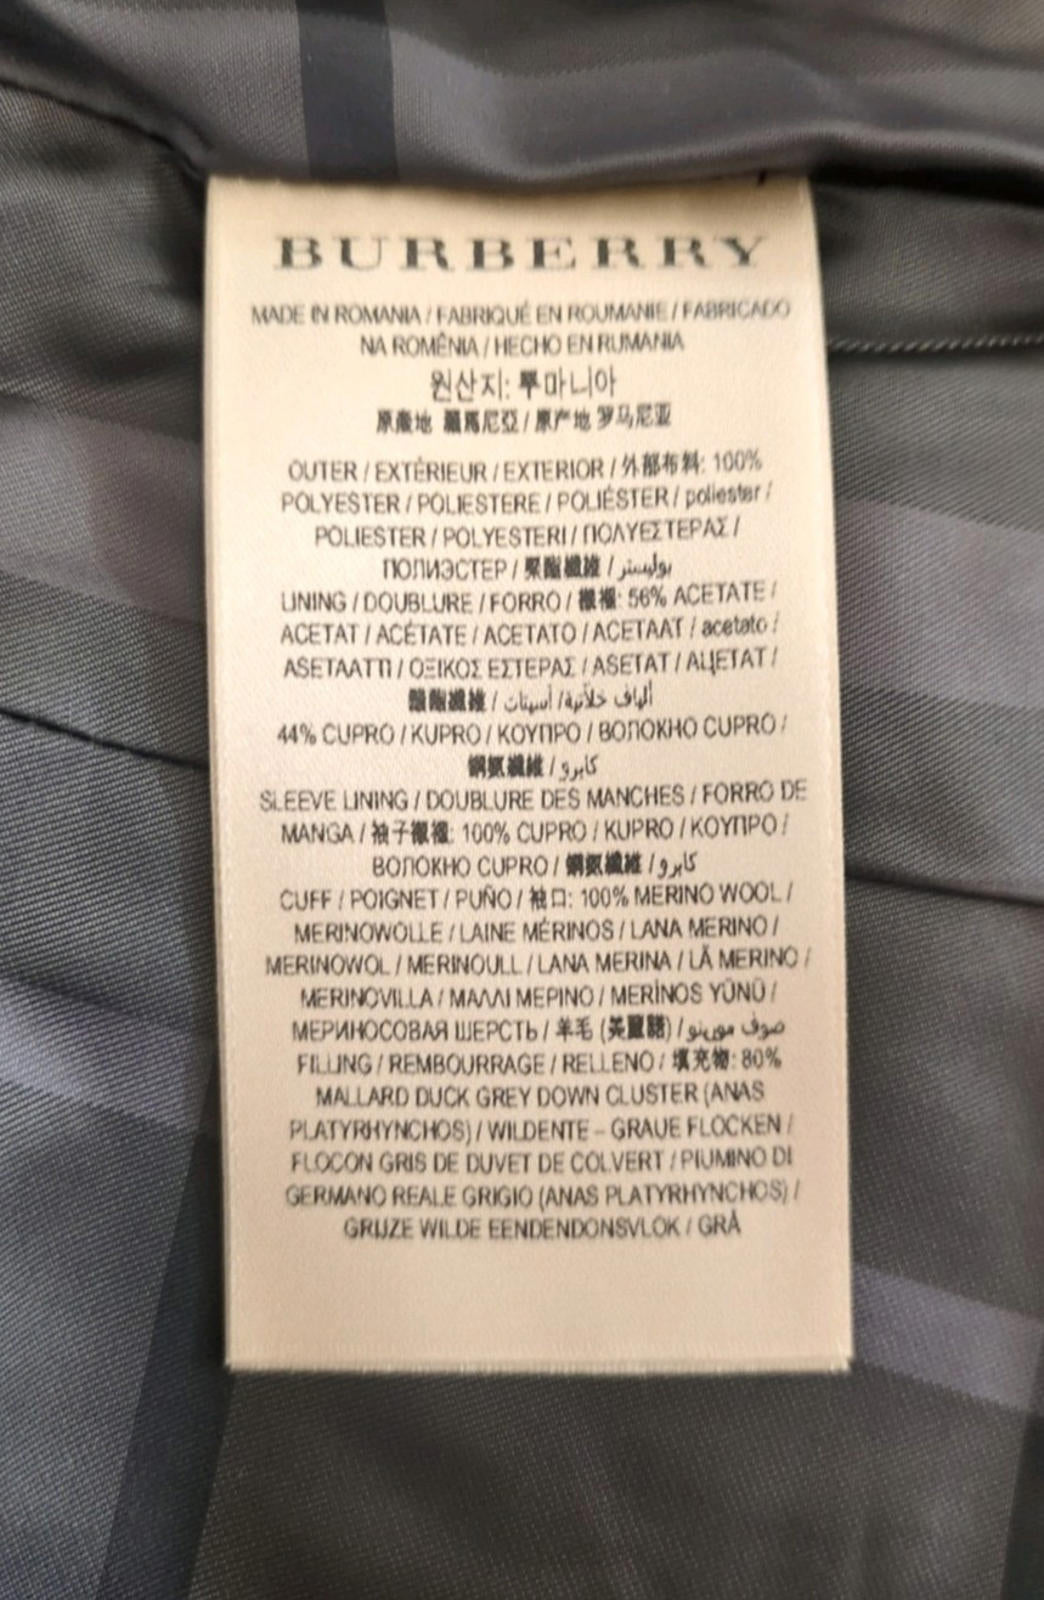 BURBERRY
MADE IN ROMANIA / FABRIQUÉ EN ROUMANIE / FABRICADO
NA ROMÊNIA / HECHO EN RUMANIA
원산지: 루마니아
原產地 羅馬尼亞 / 原产地 罗马尼亚
OUTER / EXTÉRIEUR / EXTERIOR / 外部布料: 100%
POLYESTER / POLIESTERE / POLIÉSTER / poliester /
POLIESTER / POLYESTERI / ΠΟΛΥΕΣΤΕΡΑΣ /
ПОЛИЭСТЕР / 聚酯纖維 / بوليستر
LINING / DOUBLURE / FORRO / 襯裡: 56% ACETATE /
ACETAT / ACÉTATE / ACETATO / ACETAAT / acetato /
ASETAATTI / ΟΞΙΚΟΣ ΕΣΤΕΡΑΣ / ASETAT / АЦЕТАТ /
醋酯纖維 / ألياف خلاتية/ أسيتات
44% CUPRO / KUPRO / ΚΟΥΠΡΟ / ВОЛОКНО CUPRO /
銅氨纖維 / كابرو
SLEEVE LINING / DOUBLURE DES MANCHES / FORRO DE
MANGA / 袖子襯裡: 100% CUPRO / KUPRO / ΚΟΥΠΡΟ /
ВОЛОКНО CUPRO / 銅氨纖維 / كابرو
CUFF / POIGNET / PUÑO / 袖口: 100% MERINO WOOL /
MERINOWOLLE / LAINE MÉRINOS / LANA MERINO /
MERINOWOL / MERINOULL / LANA MERINA / LÃ MERINO /
MERINOVILLA / ΜΑΛΛΙ ΜΕΡΙΝΟ / MERİNOS YÜNÜ /
МЕРИНОСОВАЯ ШЕРСТЬ / 羊毛 (美麗諾) / صوف مورينو
FILLING / REMBOURRAGE / RELLENO / 填充物: 80%
MALLARD DUCK GREY DOWN CLUSTER (ANAS
PLATYRHYNCHOS) / WILDENTE – GRAUE FLOCKEN /
FLOCON GRIS DE DUVET DE COLVERT / PIUMINO DI
GERMANO REALE GRIGIO (ANAS PLATYRHYNCHOS) /
GRIJZE WILDE EENDENDONSVLOK / GRÅ